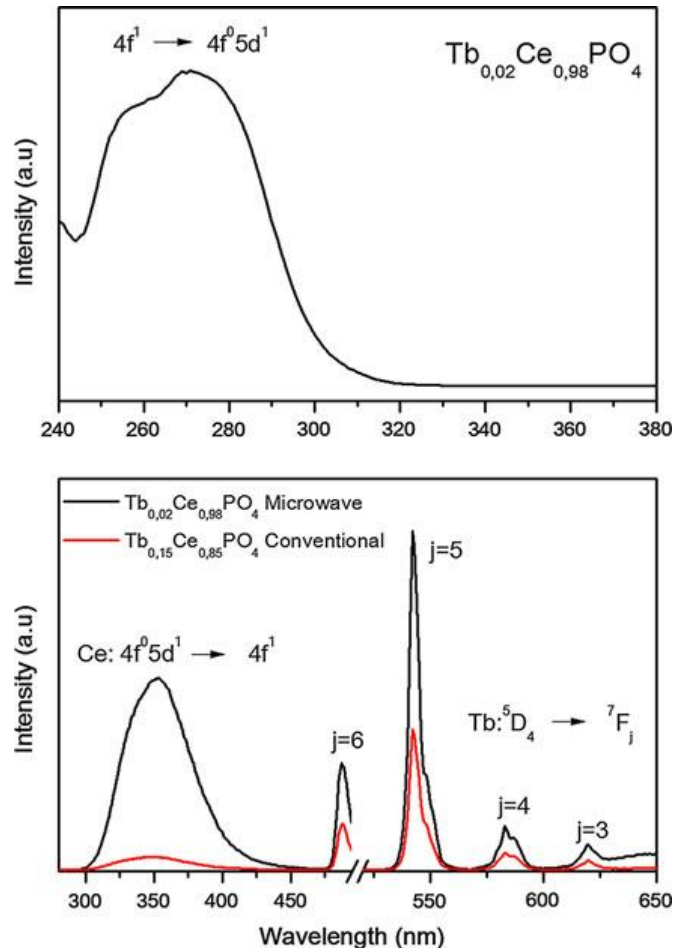 4f¹ → 4f⁰5d¹
Tb₀,₀₂Ce₀,₉₈PO₄
Intensity (a.u)
240 260 280 300 320 340 360 380
Tb₀,₀₂Ce₀,₉₈PO₄ Microwave
Tb₀,₁₅Ce₀,₈₅PO₄ Conventional
j=5
Ce: 4f⁰5d¹ → 4f¹
j=6
Tb:⁵D₄ → ⁷Fⱼ
j=4
j=3
Intensity (a.u)
300 350 400 450 550 600 650
Wavelength (nm)